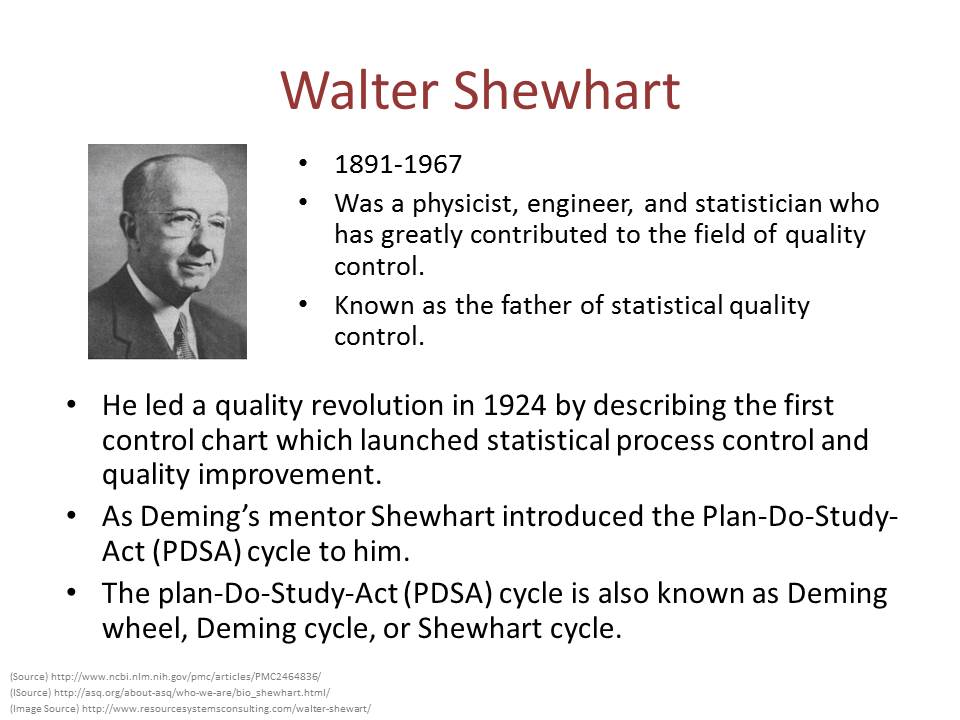 Walter Shewhart
• 1891-1967
• Was a physicist, engineer, and statistician who
has greatly contributed to the field of quality
control.
• Known as the father of statistical quality
control.
• He led a quality revolution in 1924 by describing the first
control chart which launched statistical process control and
quality improvement.
• As Deming’s mentor Shewhart introduced the Plan-Do-Study-
Act (PDSA) cycle to him.
• The plan-Do-Study-Act (PDSA) cycle is also known as Deming
wheel, Deming cycle, or Shewhart cycle.
(Source) http://www.ncbi.nlm.nih.gov/pmc/articles/PMC2464836/
(ISource) http://asq.org/about-asq/who-we-are/bio_shewhart.html/
(Image Source) http://www.resourcesystemsconsulting.com/walter-shewart/